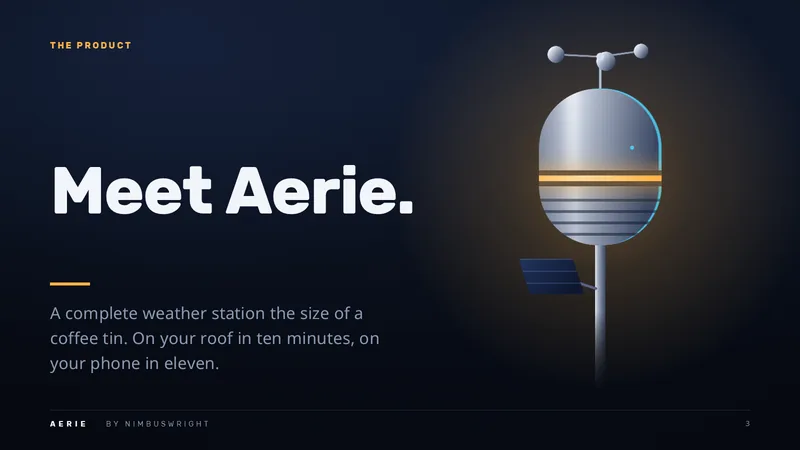 THE PRODUCT
Meet Aerie.
A complete weather station the size of a
coffee tin. On your roof in ten minutes, on
your phone in eleven.
AERIE BY NIMBUSWRIGHT 3